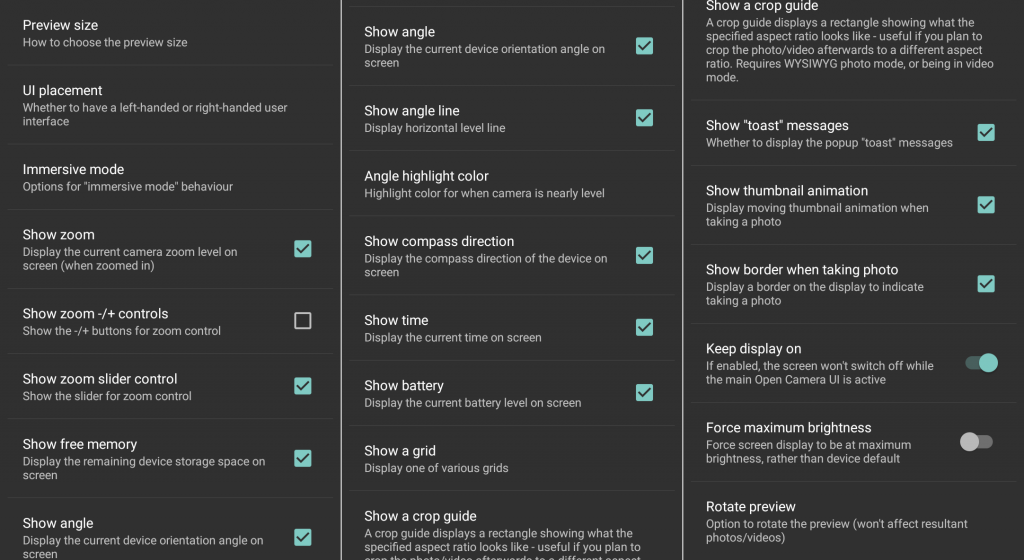 Preview size
How to choose the preview size
UI placement
Whether to have a left-handed or right-handed user
interface
Immersive mode
Options for "immersive mode" behaviour
Show zoom
Display the current camera zoom level on
screen (when zoomed in)
Show zoom -/+ controls
Show the -/+ buttons for zoom control
Show zoom slider control
Show the slider for zoom control
Show free memory
Display the remaining device storage space on
screen
Show angle
Display the current device orientation angle on
screen
Show angle
Display the current device orientation angle on
screen
Show angle line
Display horizontal level line
Angle highlight color
Highlight color for when camera is nearly level
Show compass direction
Display the compass direction of the device on
screen
Show time
Display the current time on screen
Show battery
Display the current battery level on screen
Show a grid
Display one of various grids
Show a crop guide
A crop guide displays a rectangle showing what the
specified aspect ratio looks like - useful if you plan to
crop the photo/video afterwards to a different aspect
Show a crop guide
A crop guide displays a rectangle showing what the
specified aspect ratio looks like - useful if you plan to
crop the photo/video afterwards to a different aspect
ratio. Requires WYSIWYG photo mode, or being in video
mode.
Show "toast" messages
Whether to display the popup "toast" messages
Show thumbnail animation
Display moving thumbnail animation when
taking a photo
Show border when taking photo
Display a border on the display to indicate
taking a photo
Keep display on
If enabled, the screen won't switch off while
the main Open Camera UI is active
Force maximum brightness
Force screen display to be at maximum
brightness, rather than device default
Rotate preview
Option to rotate the preview (won't affect resultant
photos/videos)